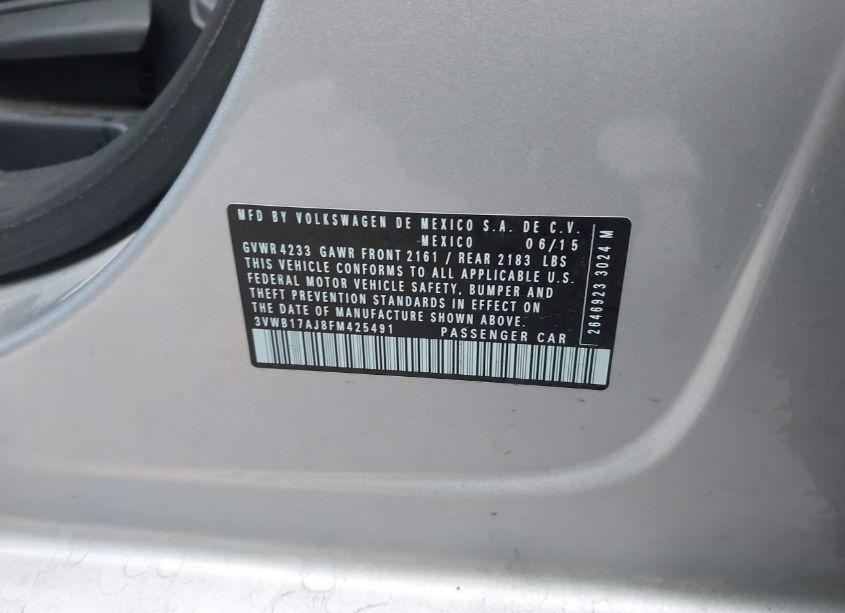 MFD BY VOLKSWAGEN DE MEXICO S.A. DE C.V.
MEXICO 06/15
GVWR 4233 GAWR FRONT 2161 / REAR 2183 LBS
THIS VEHICLE CONFORMS TO ALL APPLICABLE U.S.
FEDERAL MOTOR VEHICLE SAFETY, BUMPER AND
THEFT PREVENTION STANDARDS IN EFFECT ON
THE DATE OF MANUFACTURE SHOWN ABOVE.
3VWB17AJ8FM425491 PASSENGER CAR
2646923 3024 M